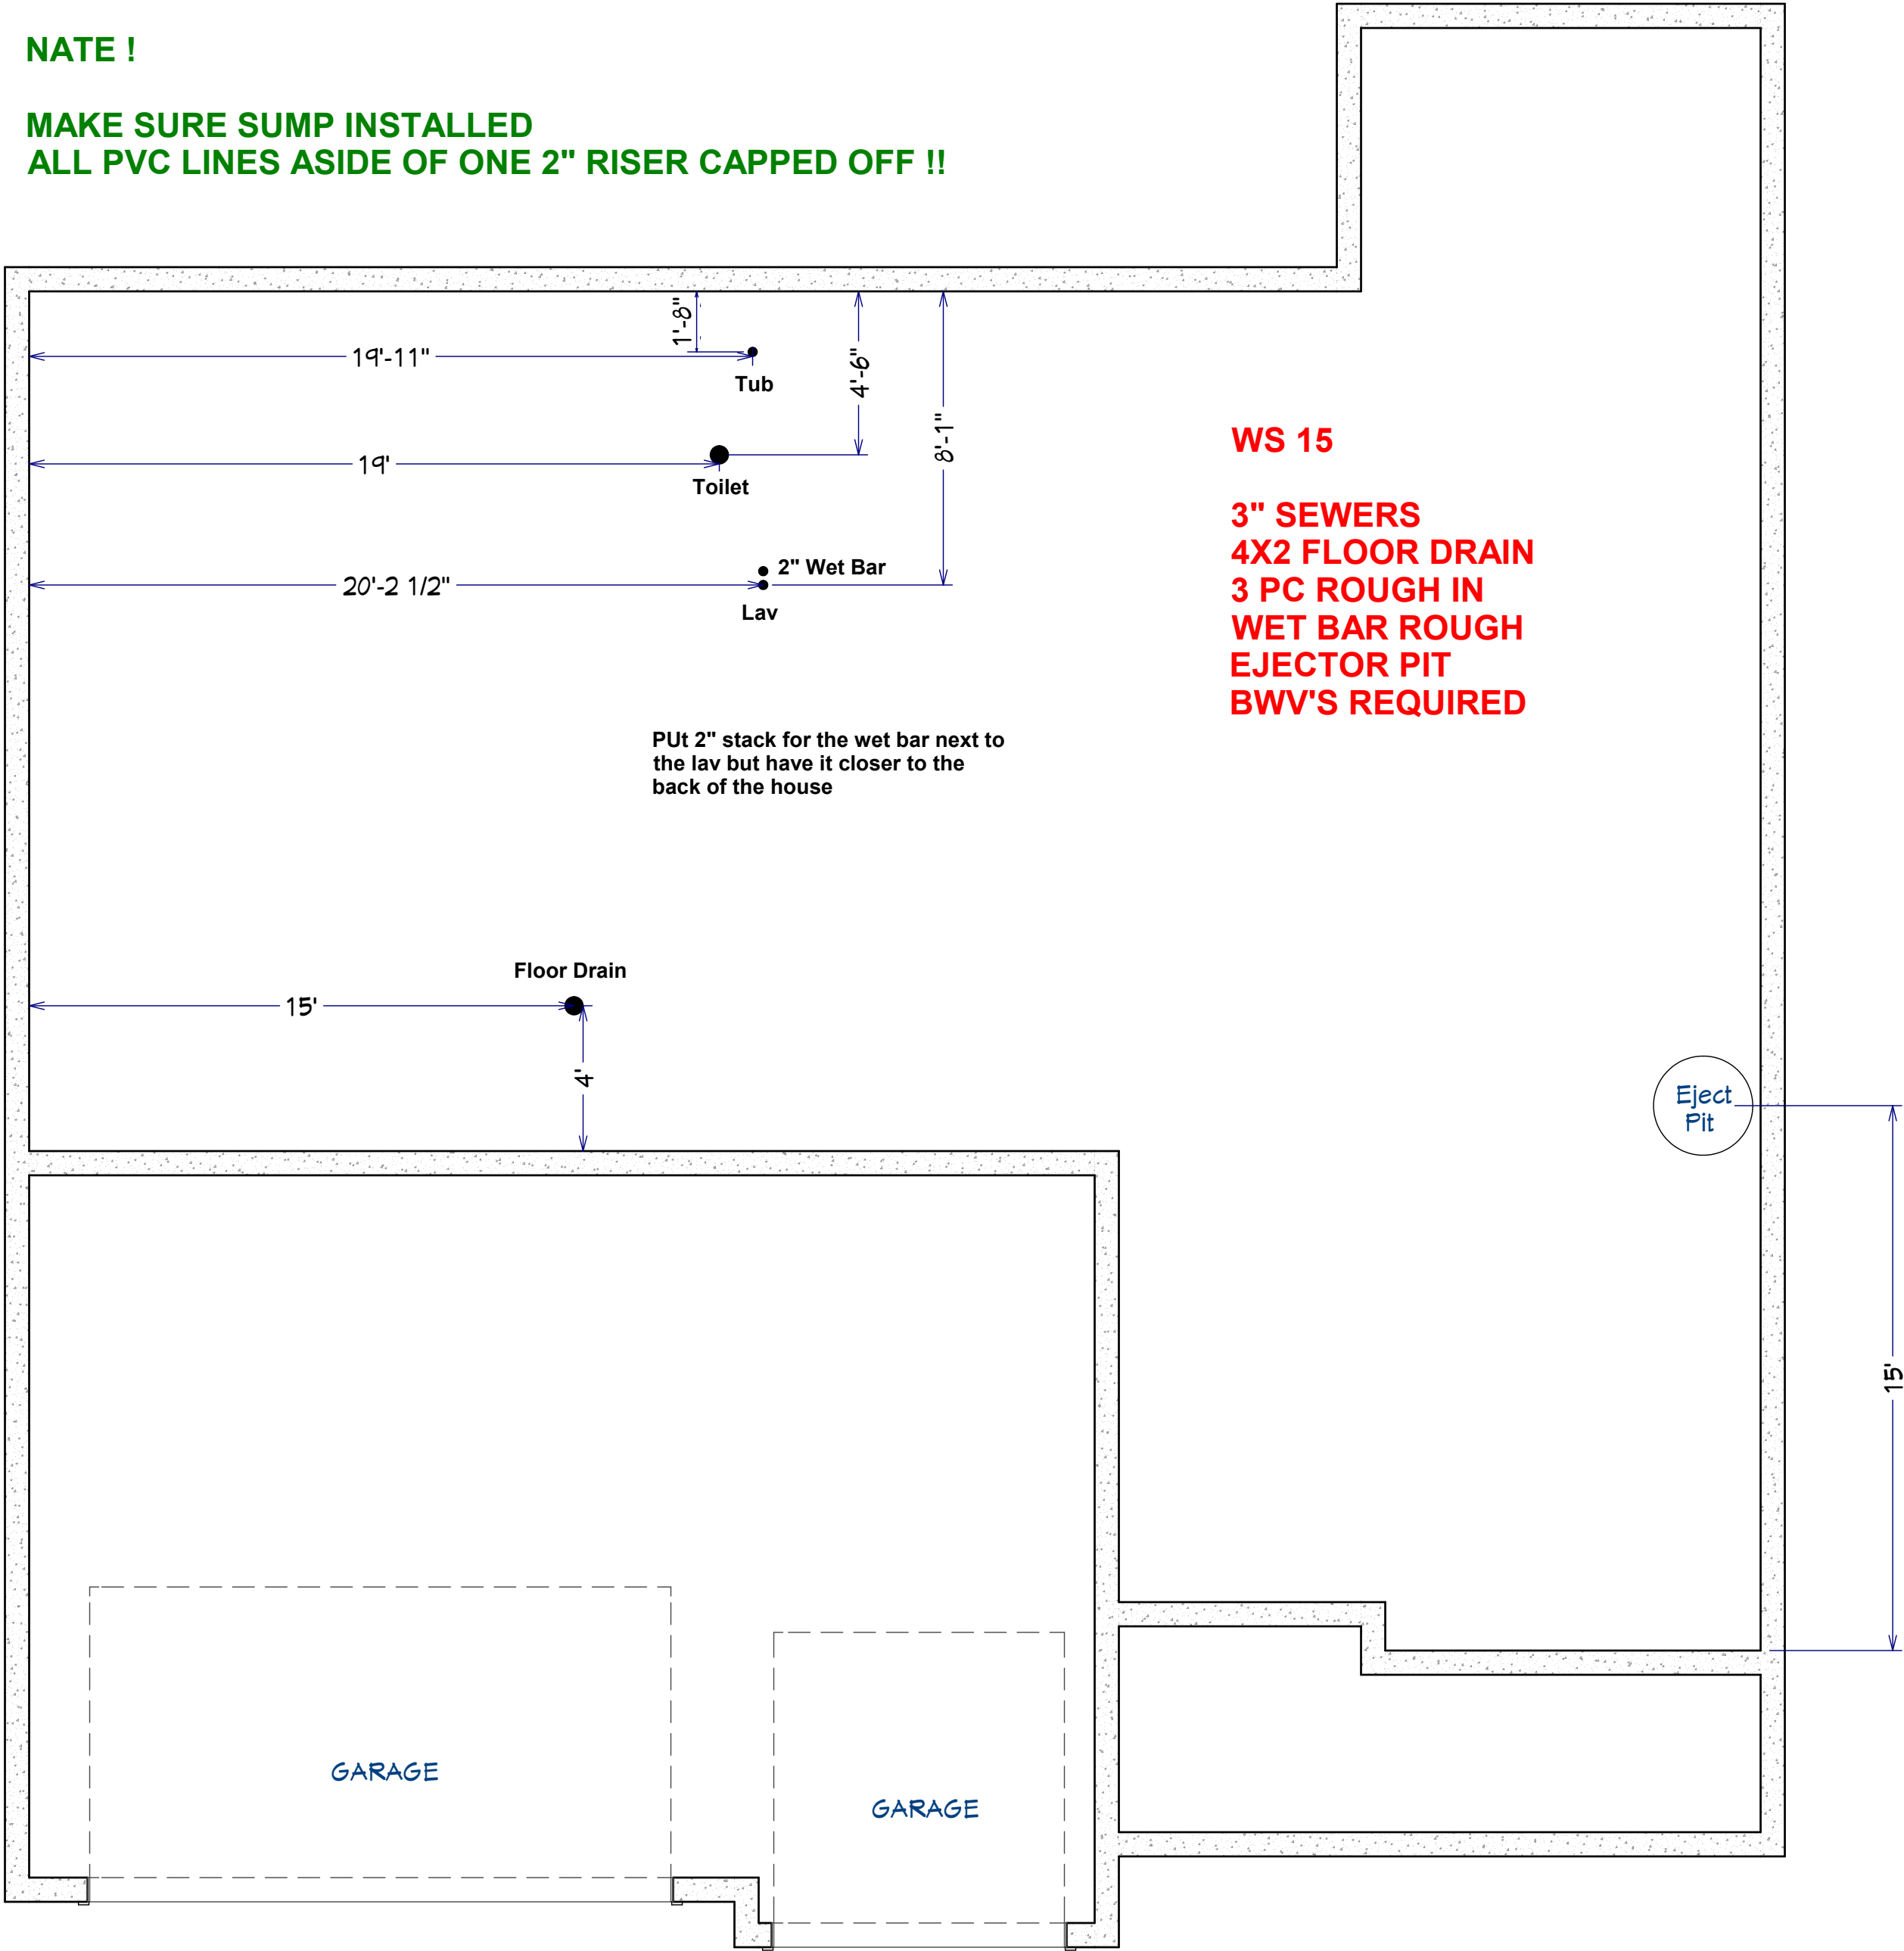 NATE !
MAKE SURE SUMP INSTALLED
ALL PVC LINES ASIDE OF ONE 2" RISER CAPPED OFF !!
1'-8"
19'-11"
Tub
4'-6"
8'-1"
19'
Toilet
2" Wet Bar
20'-2 1/2"
Lav
WS 15
3" SEWERS
4X2 FLOOR DRAIN
3 PC ROUGH IN
WET BAR ROUGH
EJECTOR PIT
BWV'S REQUIRED
PUt 2" stack for the wet bar next to
the lav but have it closer to the
back of the house
Floor Drain
15'
4'
Eject
Pit
15'
GARAGE
GARAGE